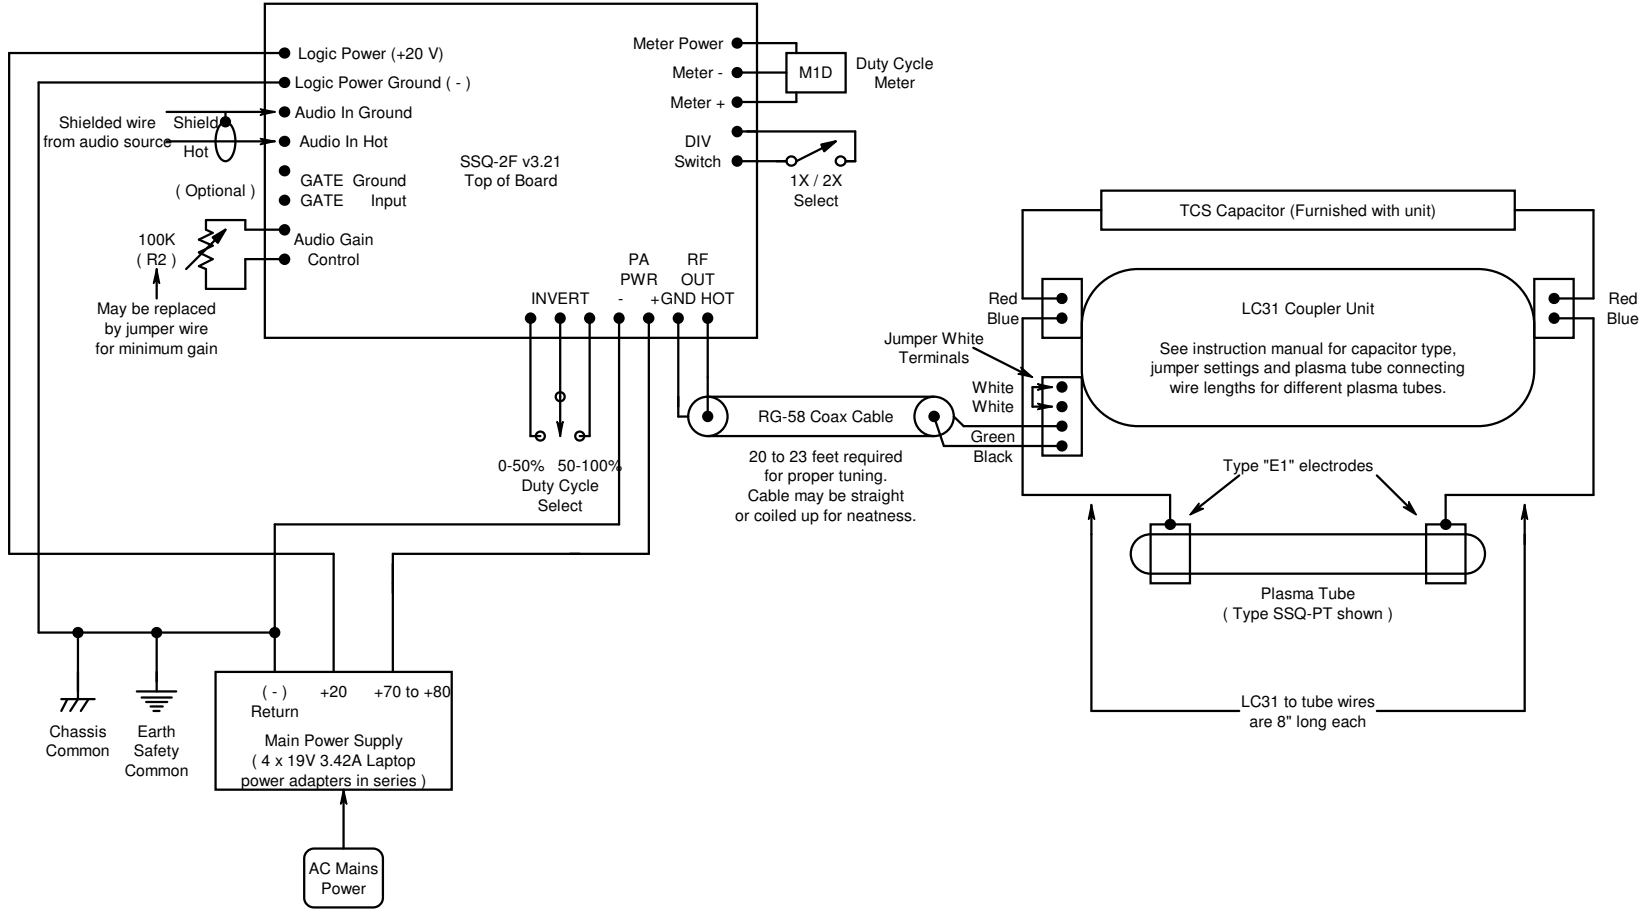 Logic Power (+20 V)
Logic Power Ground ( - )
Audio In Ground
Audio In Hot
GATE Ground
GATE Input
Audio Gain
Control
Shielded wire
from audio source
Shield
Hot
( Optional )
100K
( R2 )
May be replaced
by jumper wire
for minimum gain
SSQ-2F v3.21
Top of Board
Meter Power
Meter -
Meter +
DIV
Switch
M1D
Duty Cycle
Meter
1X / 2X
Select
INVERT
PA
PWR
- +
RF
OUT
GND HOT
0-50% 50-100%
Duty Cycle
Select
RG-58 Coax Cable
20 to 23 feet required
for proper tuning.
Cable may be straight
or coiled up for neatness.
TCS Capacitor (Furnished with unit)
Red
Blue
LC31 Coupler Unit
See instruction manual for capacitor type,
jumper settings and plasma tube connecting
wire lengths for different plasma tubes.
Red
Blue
Jumper White
Terminals
White
White
Green
Black
Type "E1" electrodes
Plasma Tube
( Type SSQ-PT shown )
LC31 to tube wires
are 8" long each
Chassis
Common
Earth
Safety
Common
( - )
Return
+20
+70 to +80
Main Power Supply
( 4 x 19V 3.42A Laptop
power adapters in series )
AC Mains
Power